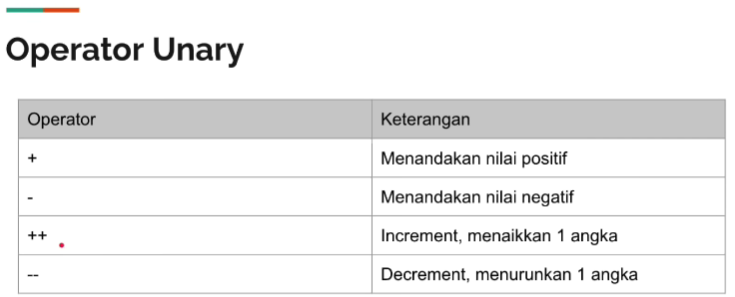 Operator Unary
Operator Keterangan
+ Menandakan nilai positif
- Menandakan nilai negatif
++ Increment, menaikkan 1 angka
-- Decrement, menurunkan 1 angka